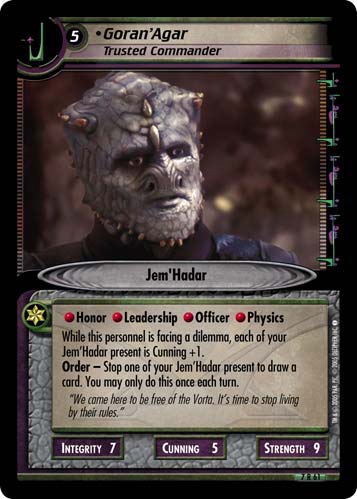 5
•Goran'Agar
Trusted Commander
Jem'Hadar
Honor Leadership Officer Physics
While this personnel is facing a dilemma, each of your
Jem'Hadar present is Cunning +1.
Order – Stop one of your Jem'Hadar present to draw a
card. You may only do this once each turn.
"We came here to be free of the Vorta. It's time to stop living
by their rules."
INTEGRITY 7 CUNNING 5 STRENGTH 9
7 R 61